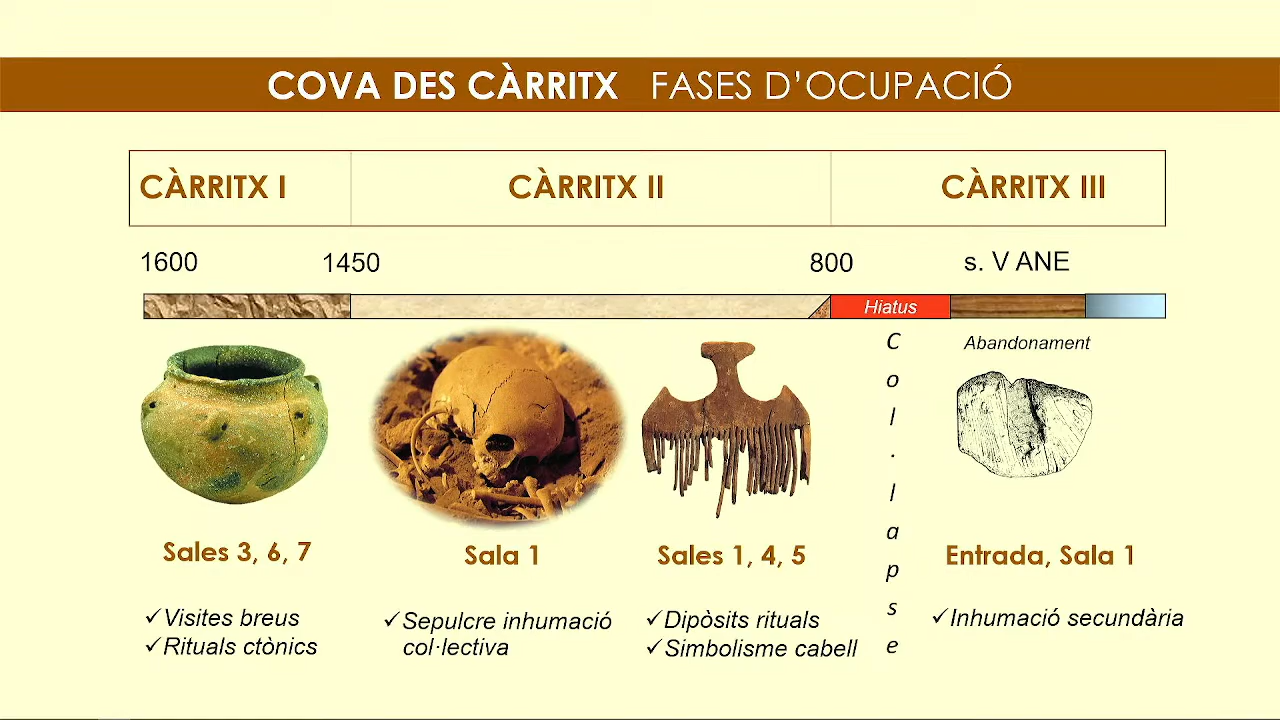 COVA DES CÀRRITX FASES D’OCUPACIÓ
CÀRRITX I
CÀRRITX II
CÀRRITX III
1600
1450
800
s. V ANE
Hiatus
Col·lapse
Abandonament
Sales 3, 6, 7
Sala 1
Sales 1, 4, 5
Entrada, Sala 1
✓Visites breus
✓Rituals ctònics
✓Sepulcre inhumació
col·lectiva
✓Dipòsits rituals
✓Simbolisme cabell
✓Inhumació secundària